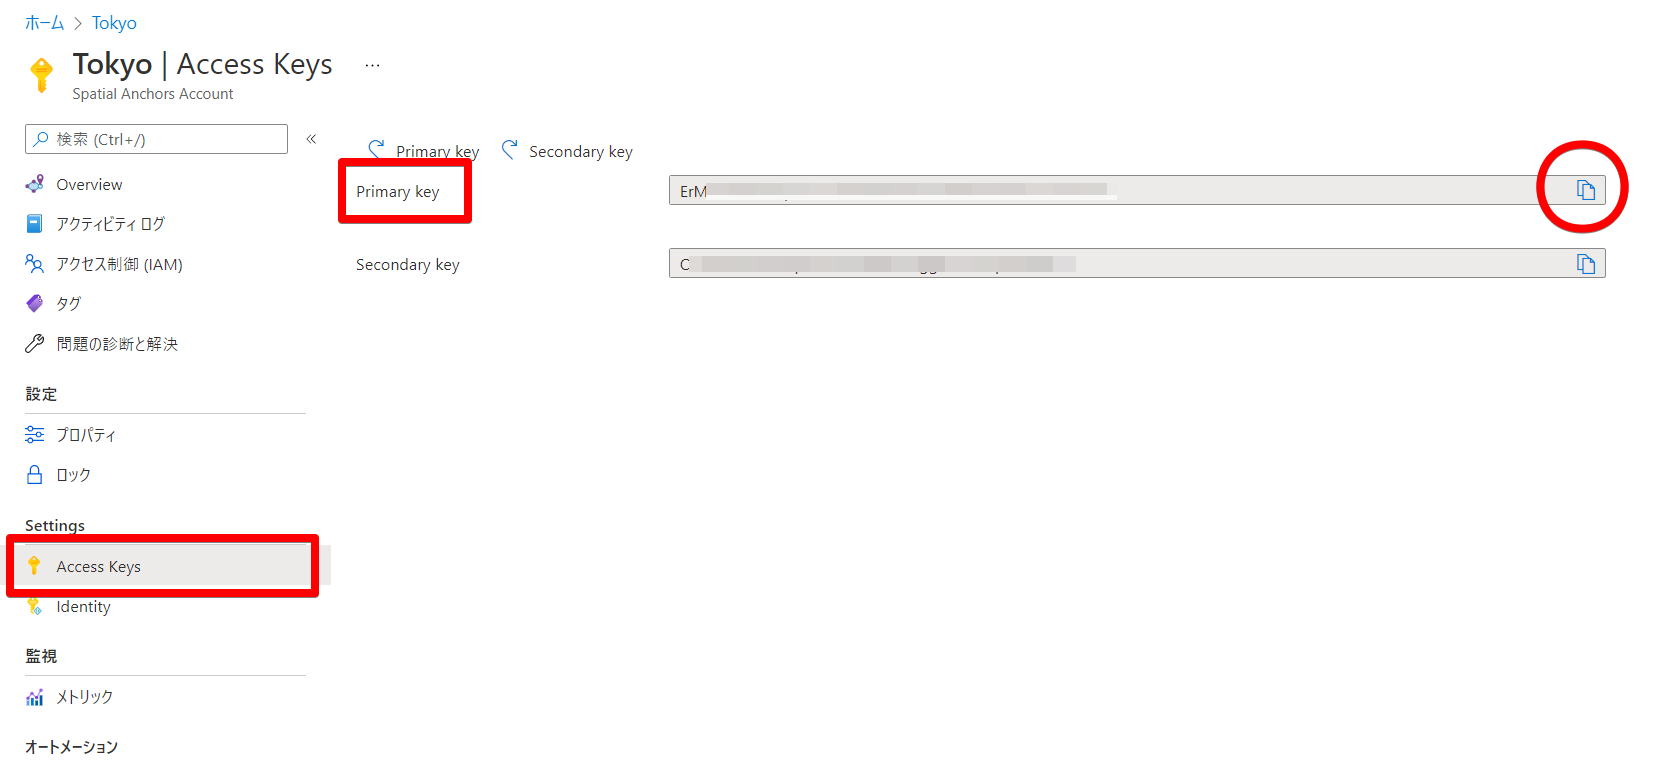 ホーム > Tokyo
Tokyo | Access Keys ...
Spatial Anchors Account
検索 (Ctrl+/) «
Overview
アクティビティ ログ
アクセス制御 (IAM)
タグ
問題の診断と解決
設定
プロパティ
ロック
Settings
Access Keys
Identity
監視
メトリック
オートメーション
Primary key Secondary key
Primary key ErM
Secondary key